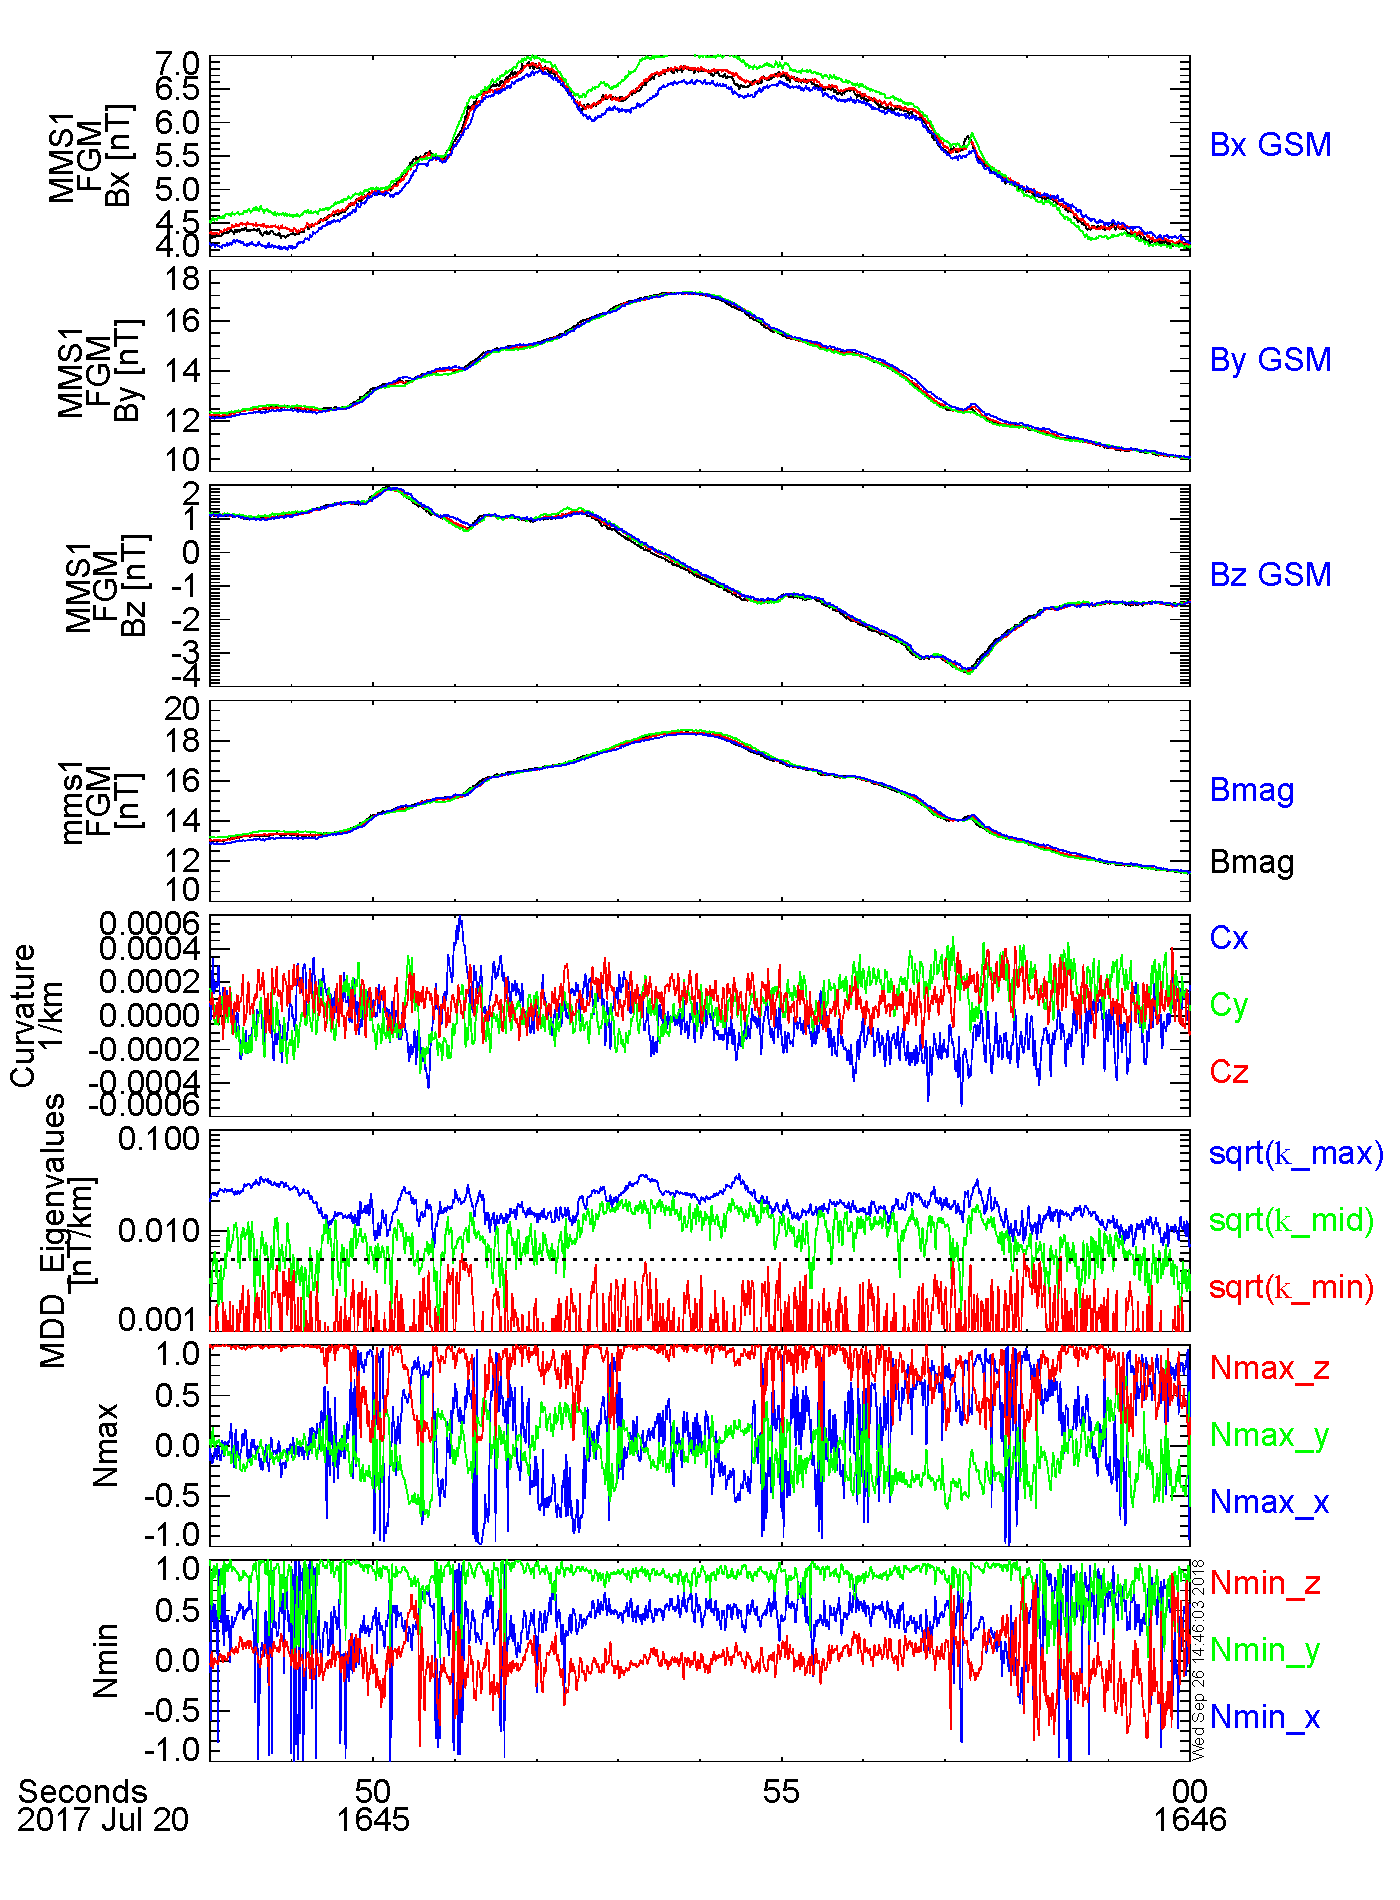 MMS1
FGM
Bx [nT]
7.0
6.5
6.0
5.5
5.0
4.5
4.0
Bx GSM
MMS1
FGM
By [nT]
18
16
14
12
10
By GSM
MMS1
FGM
Bz [nT]
2
1
0
-1
-2
-3
-4
Bz GSM
mms1
FGM
[nT]
20
18
16
14
12
10
Bmag
Bmag
Curvature
1/km
0.0006
0.0004
0.0002
0.0000
-0.0002
-0.0004
-0.0006
Cx
Cy
Cz
MDD_Eigenvalues
[nT/km]
0.100
0.010
0.001
sqrt(k_max)
sqrt(k_mid)
sqrt(k_min)
Nmax
1.0
0.5
0.0
-0.5
-1.0
Nmax_z
Nmax_y
Nmax_x
Nmin
1.0
0.5
0.0
-0.5
-1.0
Nmin_z
Nmin_y
Nmin_x
Wed Sep 26 14:46:03 2018
Seconds 50 55 00
2017 Jul 20 1645 1646